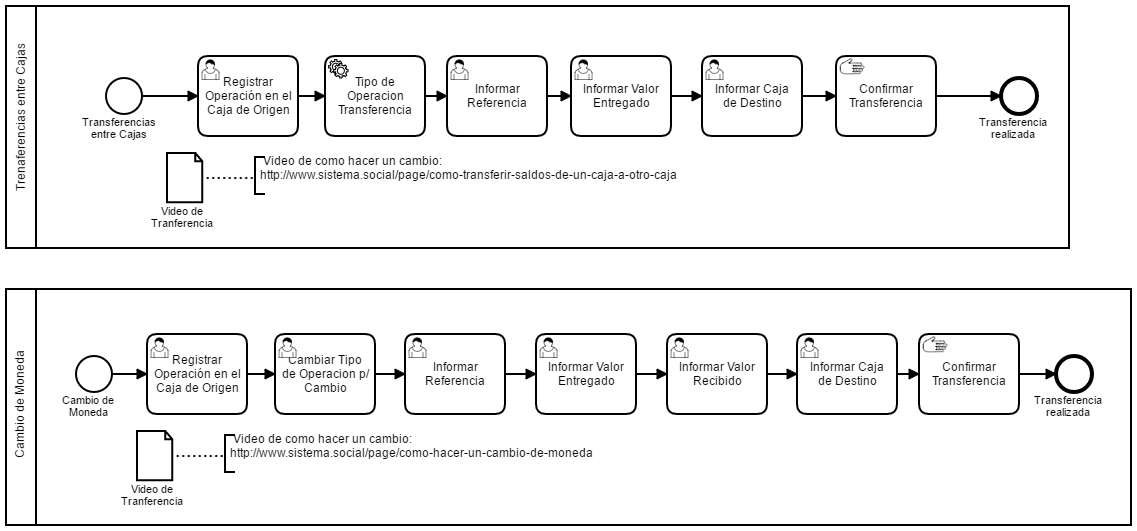 Trenaferencias entre Cajas
Transferencias
entre Cajas
Registrar
Operación en el
Caja de Origen
Tipo de
Operacion
Transferencia
Informar
Referencia
Informar Valor
Entregado
Informar Caja
de Destino
Confirmar
Transferencia
Transferencia
realizada
Video de
Tranferencia
Video de como hacer un cambio:
http://www.sistema.social/page/como-transferir-saldos-de-un-caja-a-otro-caja
Cambio de Moneda
Cambio de
Moneda
Registrar
Operación en el
Caja de Origen
Cambiar Tipo
de Operacion p/
Cambio
Informar
Referencia
Informar Valor
Entregado
Informar Valor
Recibido
Informar Caja
de Destino
Confirmar
Transferencia
Transferencia
realizada
Video de
Tranferencia
Video de como hacer un cambio:
http://www.sistema.social/page/como-hacer-un-cambio-de-moneda